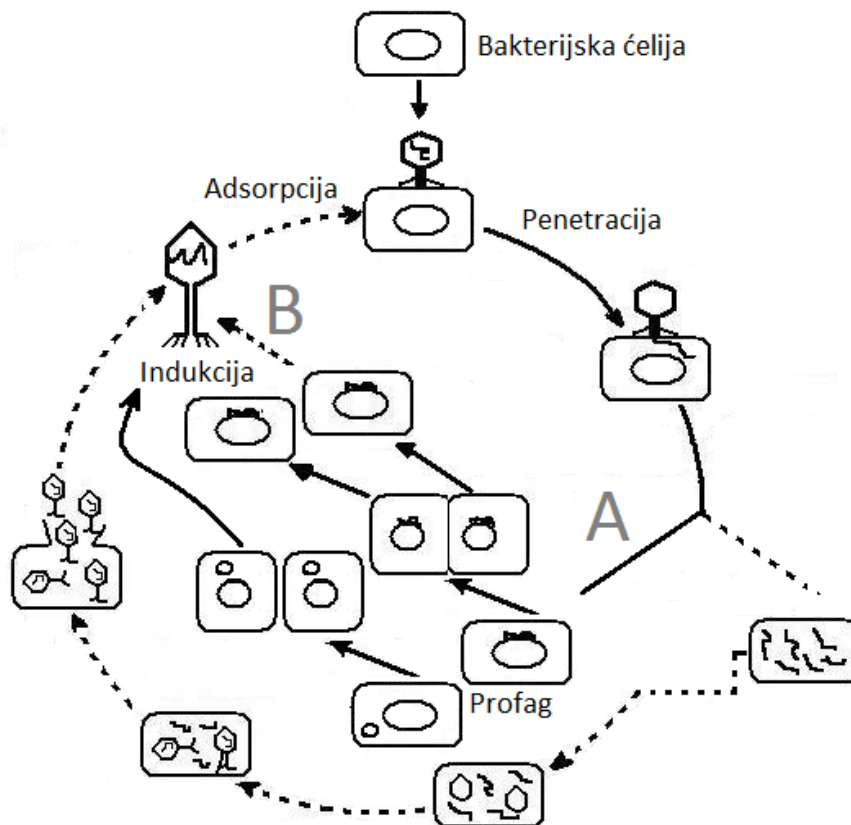 Bakterijska ćelija
Adsorpcija
Penetracija
B
Indukcija
A
Profag